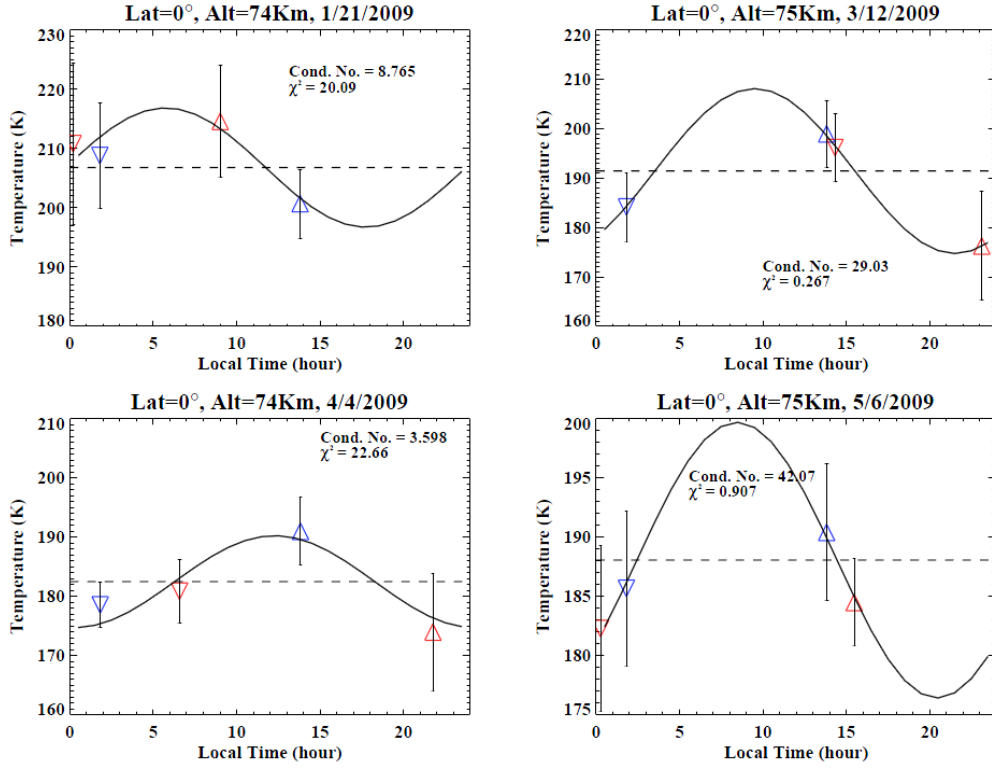 Lat=0°, Alt=74Km, 1/21/2009
230
220
210
200
190
180
Temperature (K)
Cond. No. = 8.765
χ² = 20.09
0 5 10 15 20
Local Time (hour)
Lat=0°, Alt=75Km, 3/12/2009
220
210
200
190
180
170
160
Temperature (K)
Cond. No. = 29.03
χ² = 0.267
0 5 10 15 20
Local Time (hour)
Lat=0°, Alt=74Km, 4/4/2009
210
200
190
180
170
160
Temperature (K)
Cond. No. = 3.598
χ² = 22.66
0 5 10 15 20
Local Time (hour)
Lat=0°, Alt=75Km, 5/6/2009
200
195
190
185
180
175
Temperature (K)
Cond. No. = 42.07
χ² = 0.907
0 5 10 15 20
Local Time (hour)